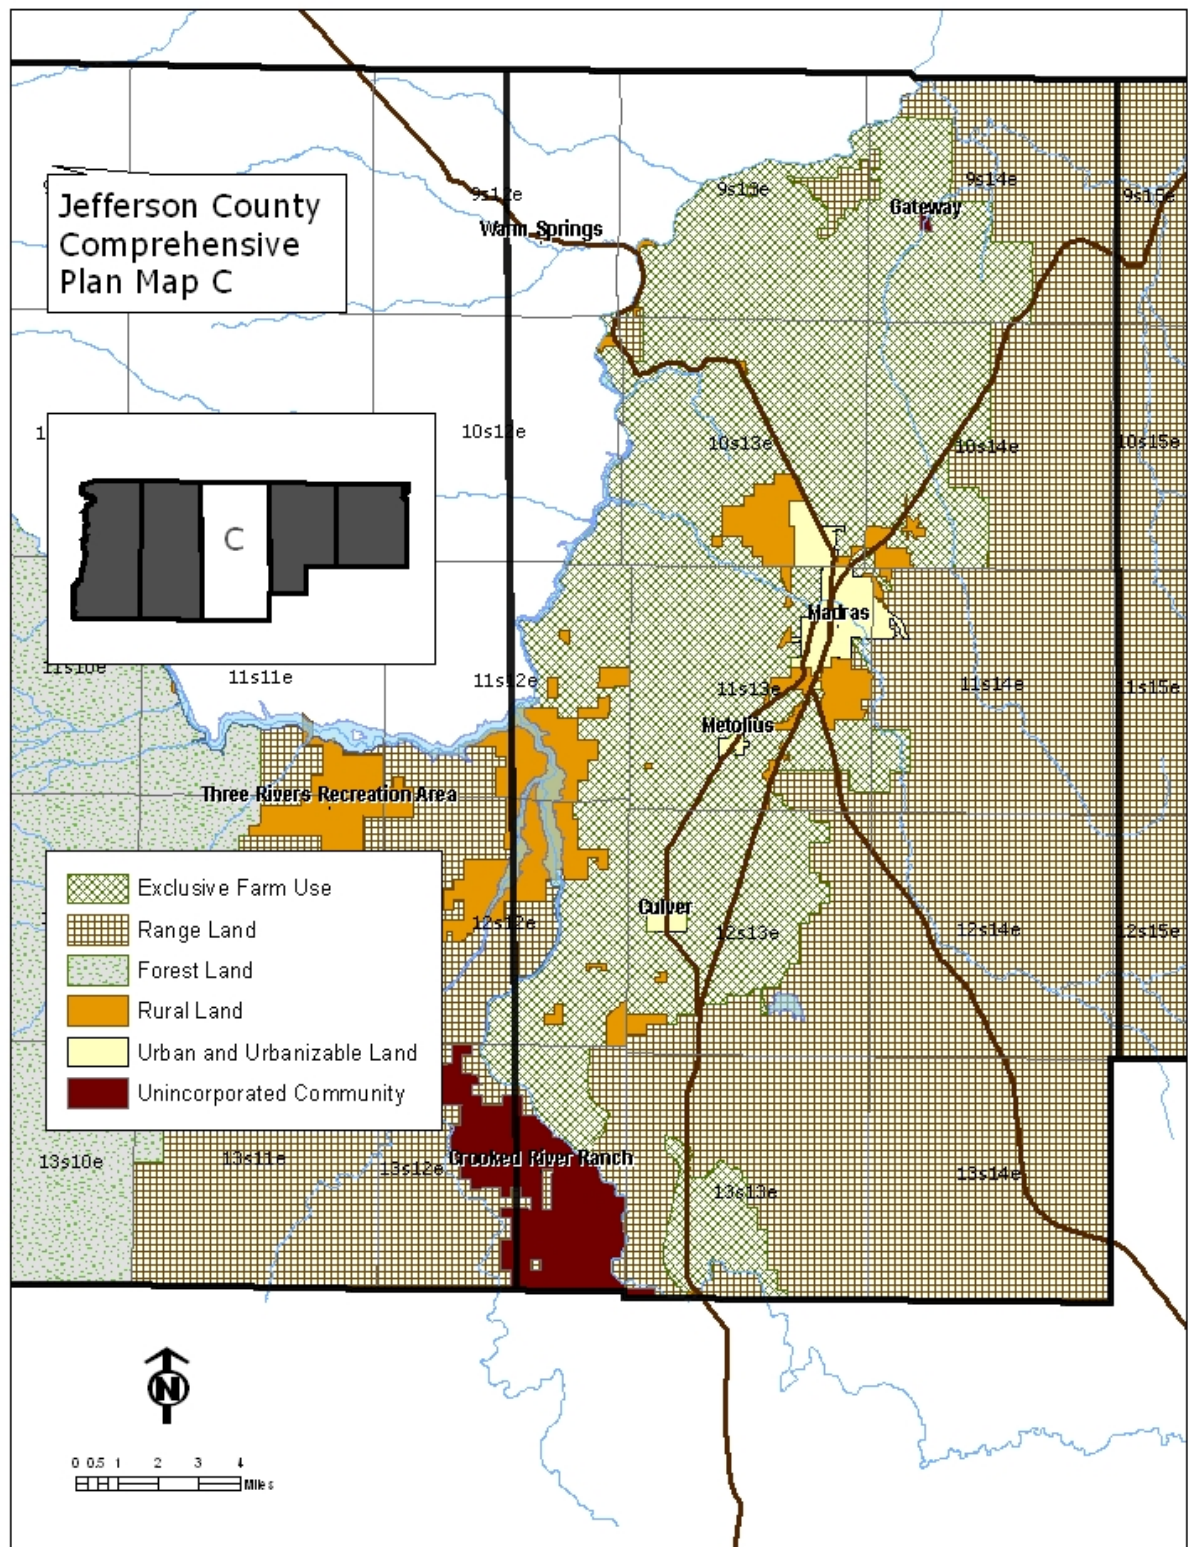 9s12e
9s13e
9s14e
9s15e
Jefferson County
Comprehensive
Plan Map C
Gateway
Warm Springs
10s12e
10s13e
10s14e
10s15e
C
Madras
11s10e
11s11e
11s12e
11s13e
11s14e
11s15e
Metolius
Three Rivers Recreation Area
Exclusive Farm Use
Range Land
Forest Land
Rural Land
Urban and Urbanizable Land
Unincorporated Community
Culver
12s12e
12s13e
12s14e
12s15e
Crooked River Ranch
13s10e
13s11e
13s12e
13s13e
13s14e
N
0 0.5 1 2 3 4
Miles